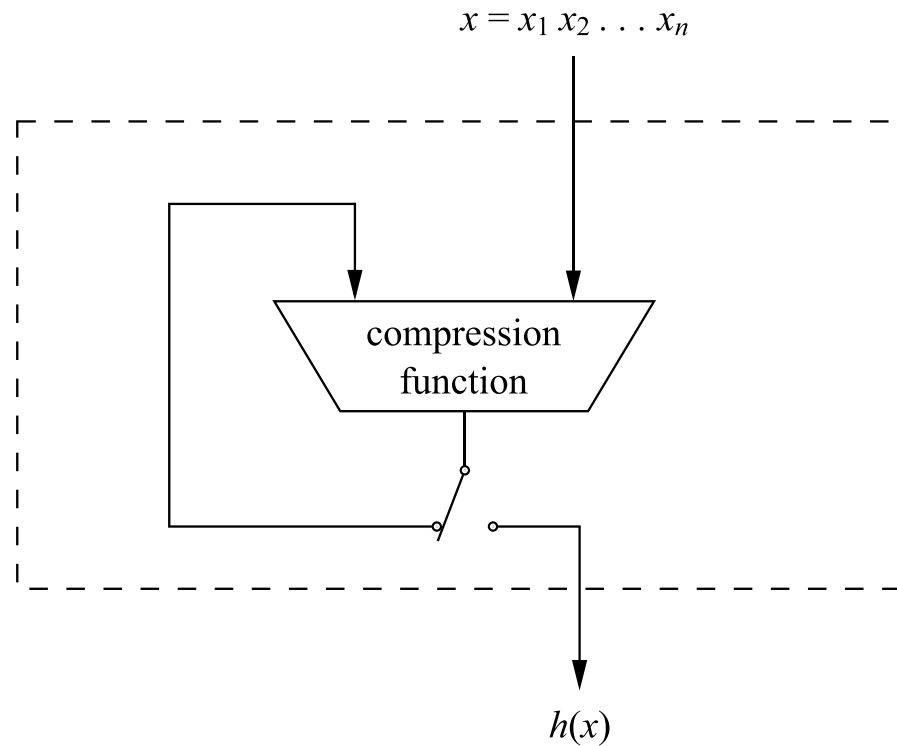 x = x₁ x₂ . . . xₙ
compression
function
h(x)